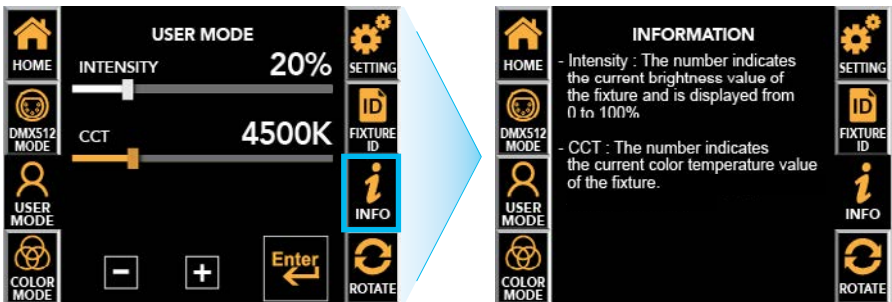 USER MODE
HOME
INTENSITY
20%
SETTING
DMX512
MODE
CCT
4500K
ID
FIXTURE
ID
USER
MODE
i
INFO
COLOR
MODE
-
+
Enter
ROTATE
INFORMATION
HOME
- Intensity : The number indicates
the current brightness value of
the fixture and is displayed from
0 to 100%.
SETTING
DMX512
MODE
- CCT : The number indicates
the current color temperature value
of the fixture.
ID
FIXTURE
ID
USER
MODE
i
INFO
COLOR
MODE
ROTATE